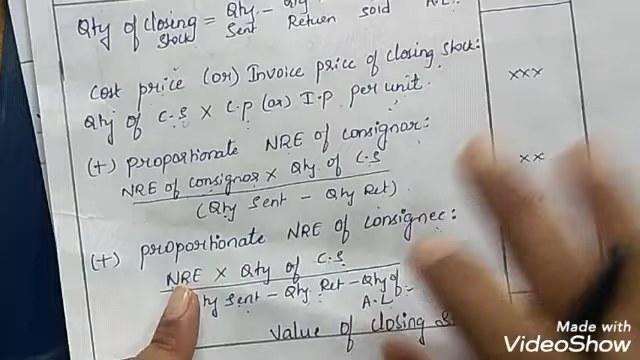 Qty of closing = Qty - Qty
Stock Sent Return Sold A.L.
Cost price (or) Invoice price of closing stock:
Qty of C.S X C.P (or) I.P per unit.
xxx
(+) proportionate NRE of consignor:
NRE of consignor x Qty of C.S
xx
(Qty Sent - Qty Ret)
(+) proportionate NRE of consignee:
NRE x Qty of C.S
Sent - Qty Ret - Qty of
A.L
Value of closing
Made with
VideoShow